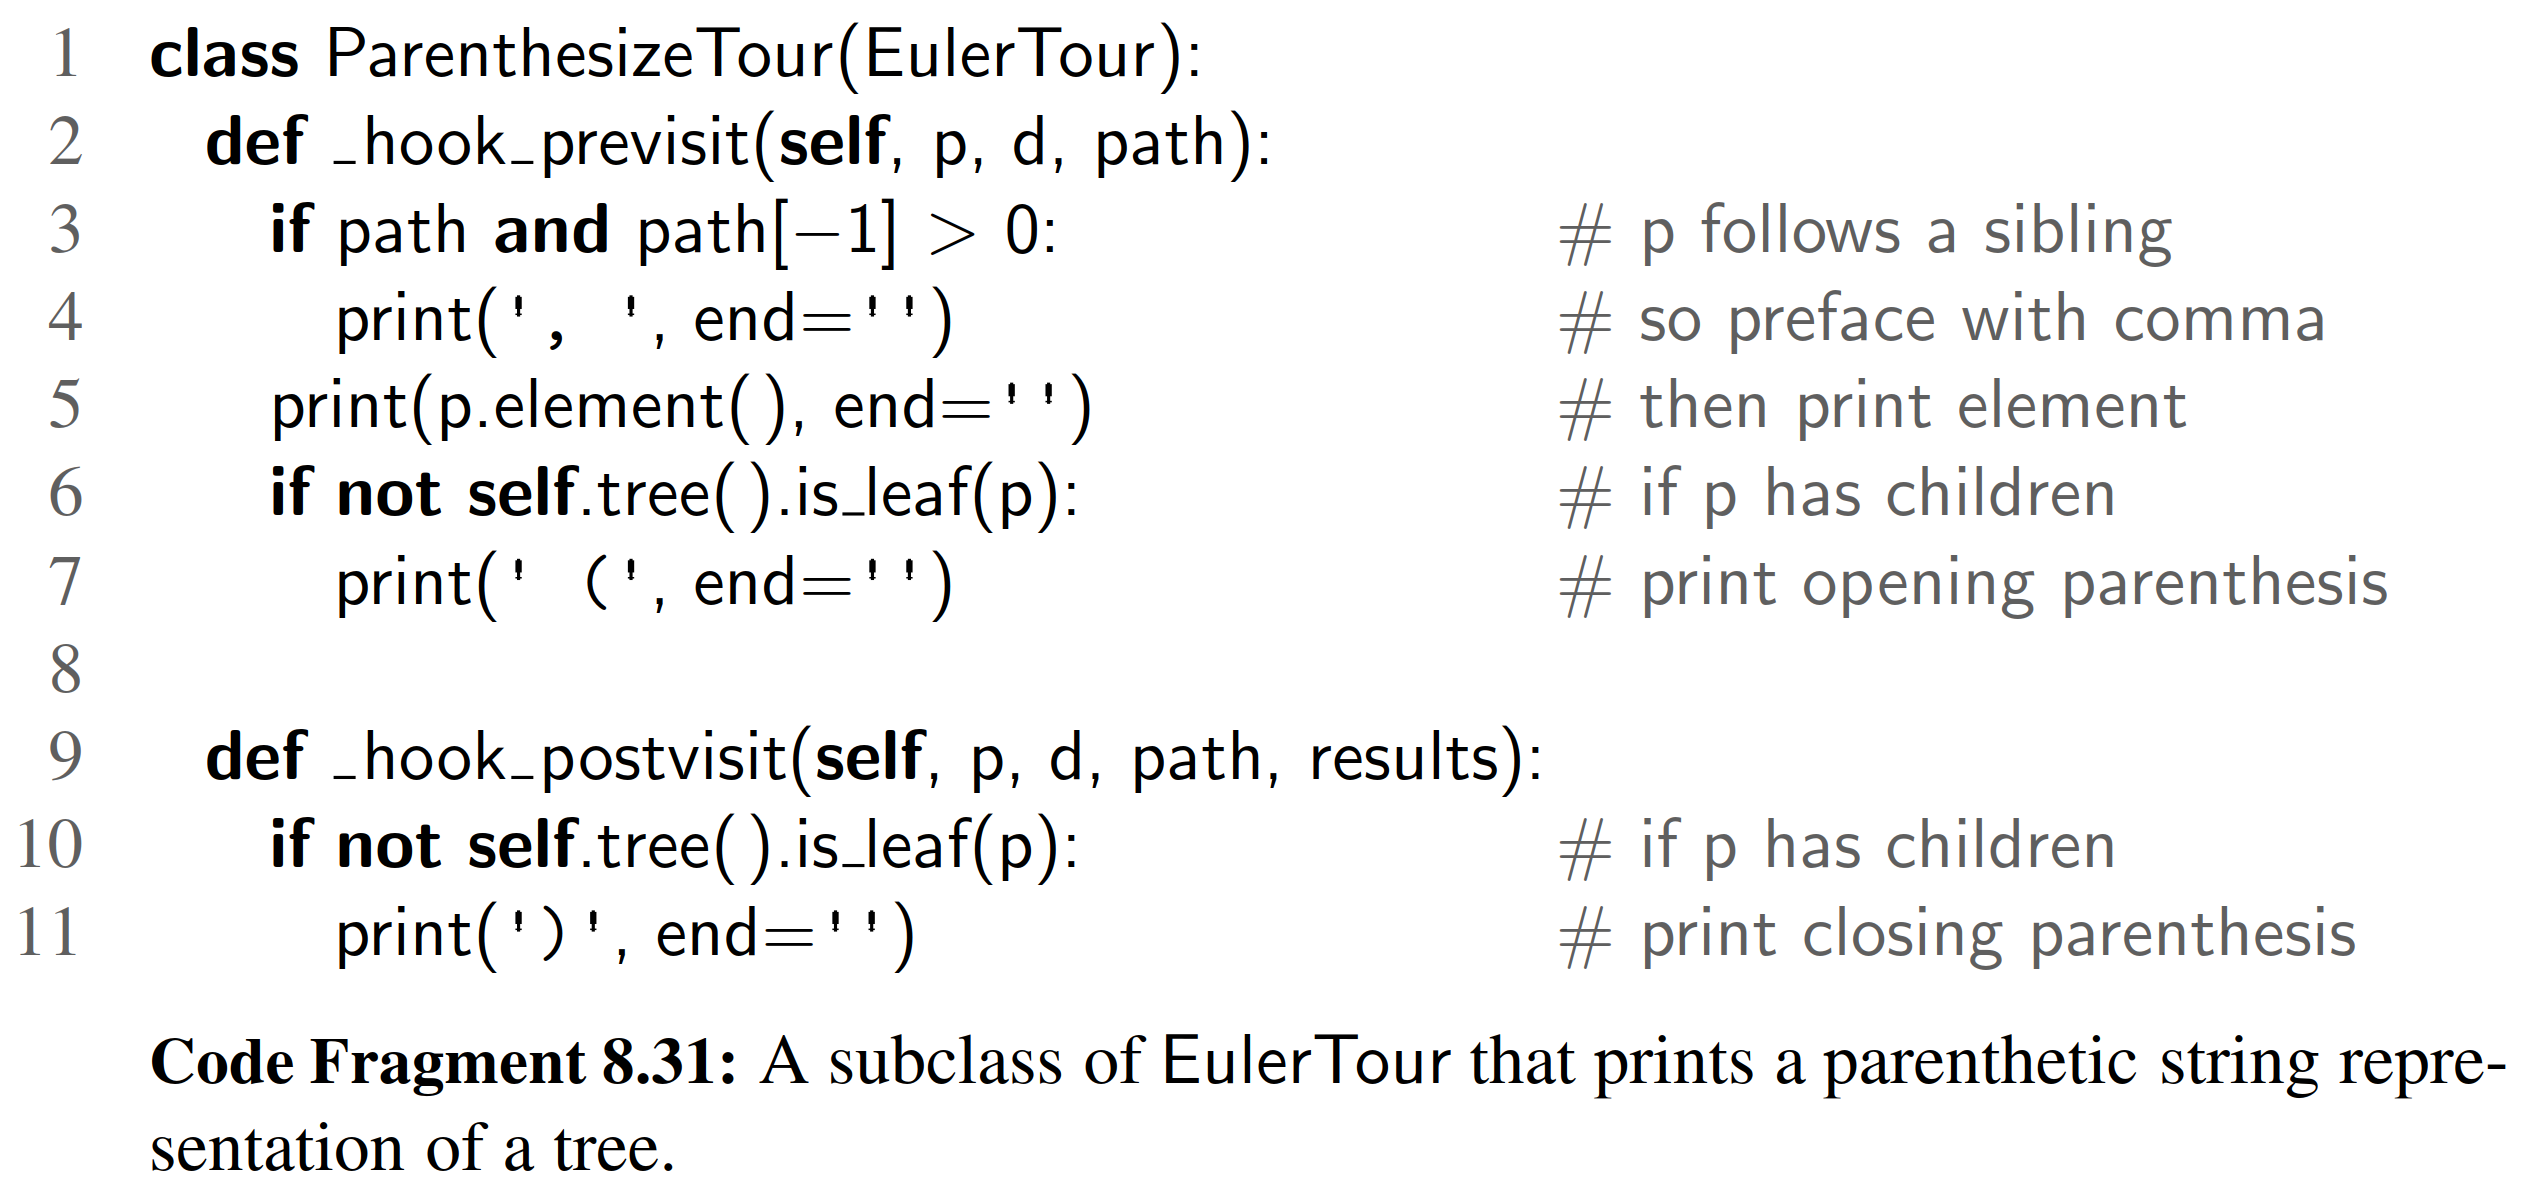 1 class ParenthesizeTour(EulerTour):
2 def _hook_previsit(self, p, d, path):
3 if path and path[−1] > 0: # p follows a sibling
4 print(', ', end='') # so preface with comma
5 print(p.element(), end='') # then print element
6 if not self.tree().is_leaf(p): # if p has children
7 print(' (', end='') # print opening parenthesis
8
9 def _hook_postvisit(self, p, d, path, results):
10 if not self.tree().is_leaf(p): # if p has children
11 print(')', end='') # print closing parenthesis
Code Fragment 8.31: A subclass of EulerTour that prints a parenthetic string repre-
sentation of a tree.